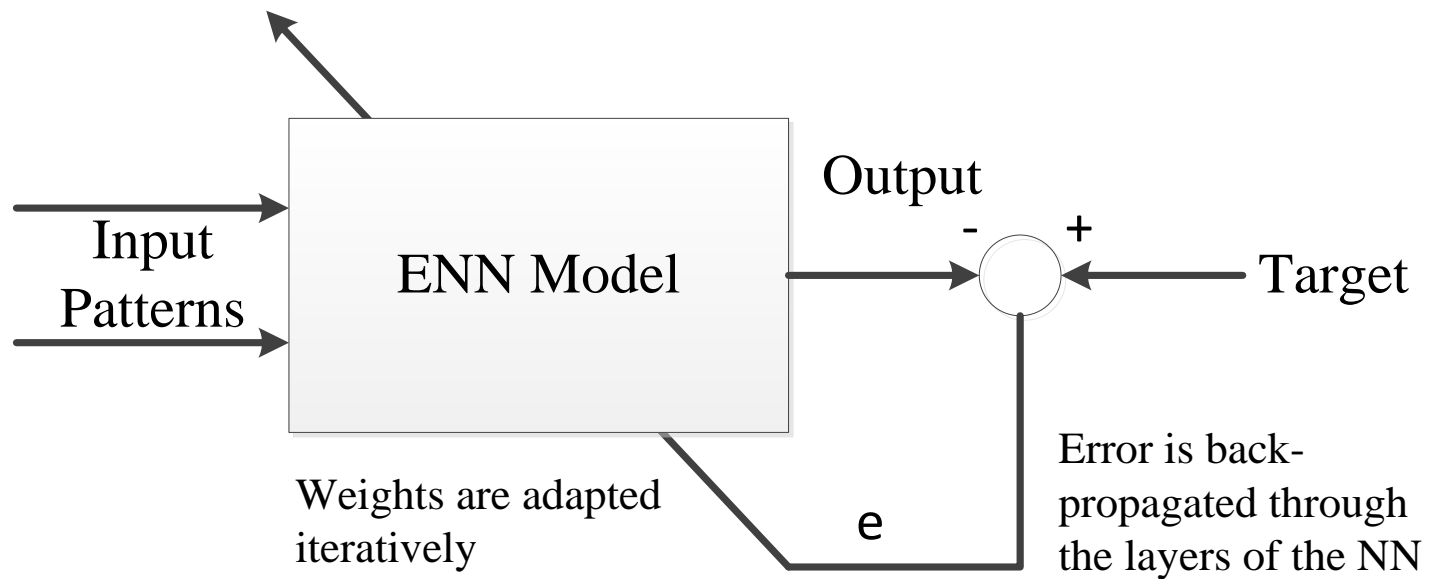 Input
Patterns
ENN Model
Output
-
+
Target
Weights are adapted
iteratively
e
Error is back-
propagated through
the layers of the NN